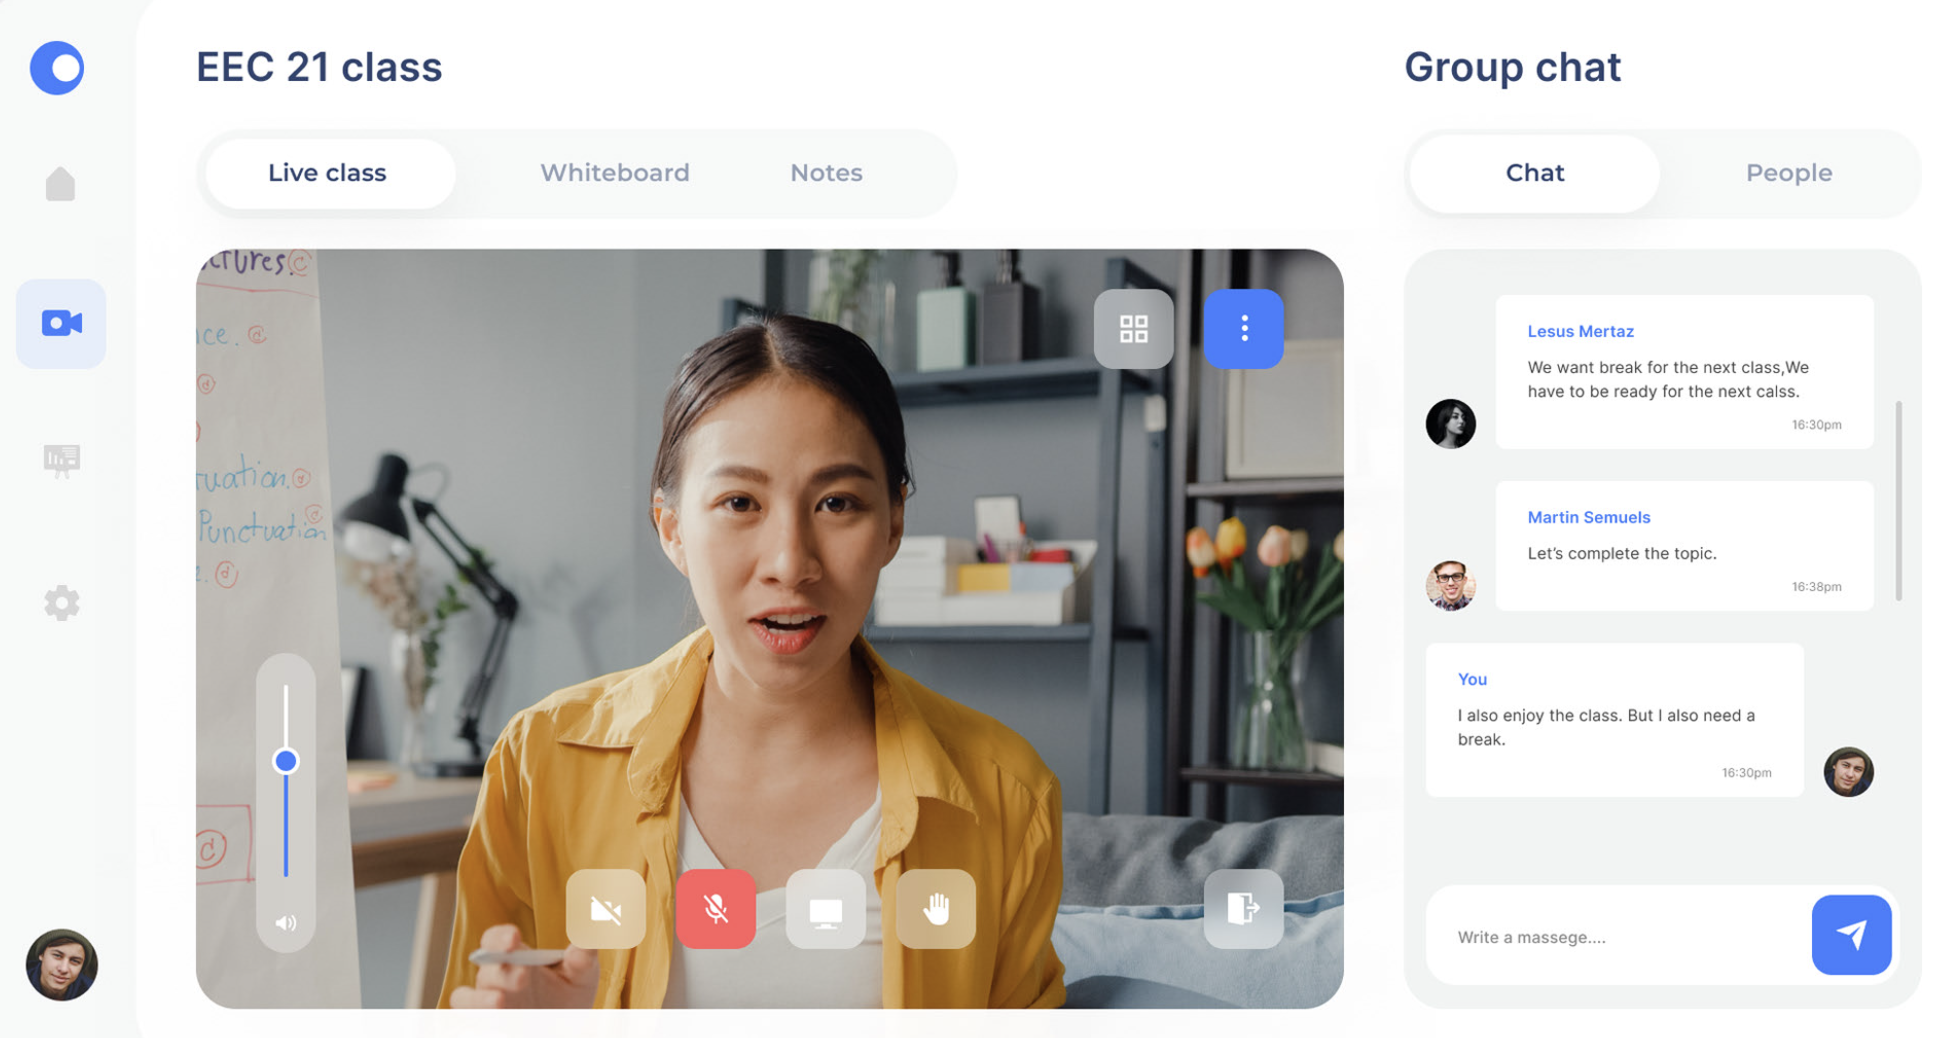 EEC 21 class
Group chat
Live class
Whiteboard
Notes
Chat
People
ce.
Punctuation
Lesus Mertaz
We want break for the next class,We
have to be ready for the next calss.
16:30pm
Martin Semuels
Let's complete the topic.
16:38pm
You
I also enjoy the class. But I also need a
break.
16:30pm
Write a massege....